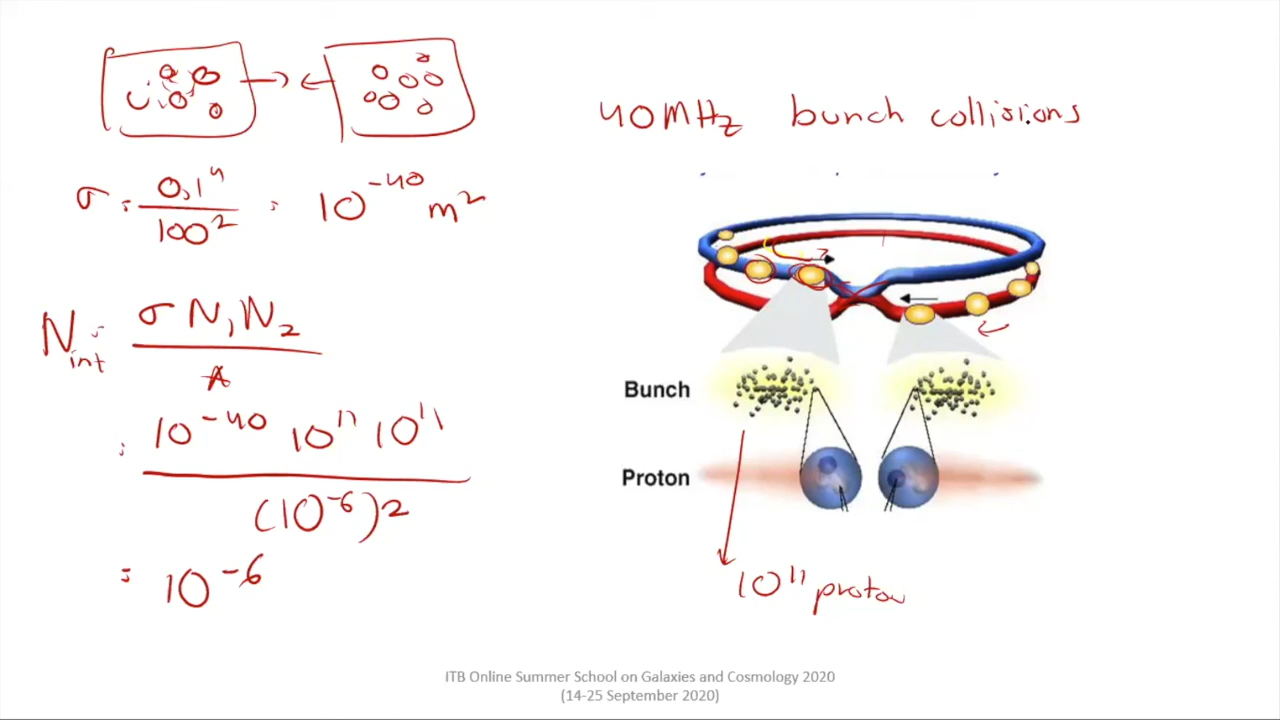 40MHz bunch collisions
σ = 0,1⁴ / 100² = 10⁻⁴⁰ m²
N_int = σ N₁ N₂ / A
= 10⁻⁴⁰ 10¹¹ 10¹¹ / (10⁻⁶)²
= 10⁻⁶
Bunch
Proton
10¹¹ proton
ITB Online Summer School on Galaxies and Cosmology 2020
(14-25 September 2020)